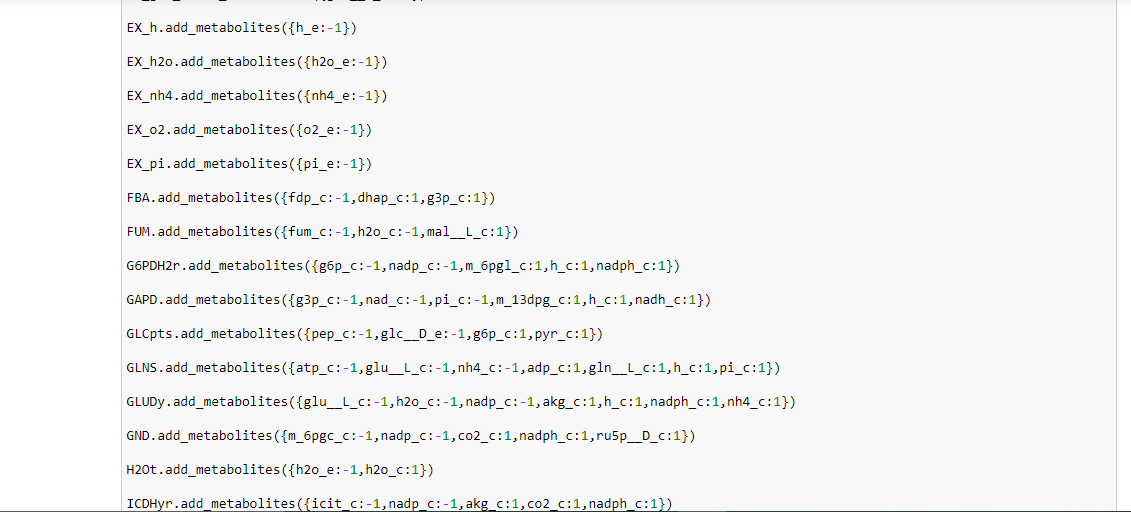 EX_h.add_metabolites({h_e:-1})
EX_h2o.add_metabolites({h2o_e:-1})
EX_nh4.add_metabolites({nh4_e:-1})
EX_o2.add_metabolites({o2_e:-1})
EX_pi.add_metabolites({pi_e:-1})
FBA.add_metabolites({fdp_c:-1,dhap_c:1,g3p_c:1})
FUM.add_metabolites({fum_c:-1,h2o_c:-1,mal__L_c:1})
G6PDH2r.add_metabolites({g6p_c:-1,nadp_c:-1,m_6pgl_c:1,h_c:1,nadph_c:1})
GAPD.add_metabolites({g3p_c:-1,nad_c:-1,pi_c:-1,m_13dpg_c:1,h_c:1,nadh_c:1})
GLCpts.add_metabolites({pep_c:-1,glc__D_e:-1,g6p_c:1,pyr_c:1})
GLNS.add_metabolites({atp_c:-1,glu__L_c:-1,nh4_c:-1,adp_c:1,gln__L_c:1,h_c:1,pi_c:1})
GLUDy.add_metabolites({glu__L_c:-1,h2o_c:-1,nadp_c:-1,akg_c:1,h_c:1,nadph_c:1,nh4_c:1})
GND.add_metabolites({m_6pgc_c:-1,nadp_c:-1,co2_c:1,nadph_c:1,ru5p__D_c:1})
H2Ot.add_metabolites({h2o_e:-1,h2o_c:1})
ICDHyr.add_metabolites({icit_c:-1,nadp_c:-1,akg_c:1,co2_c:1,nadph_c:1})